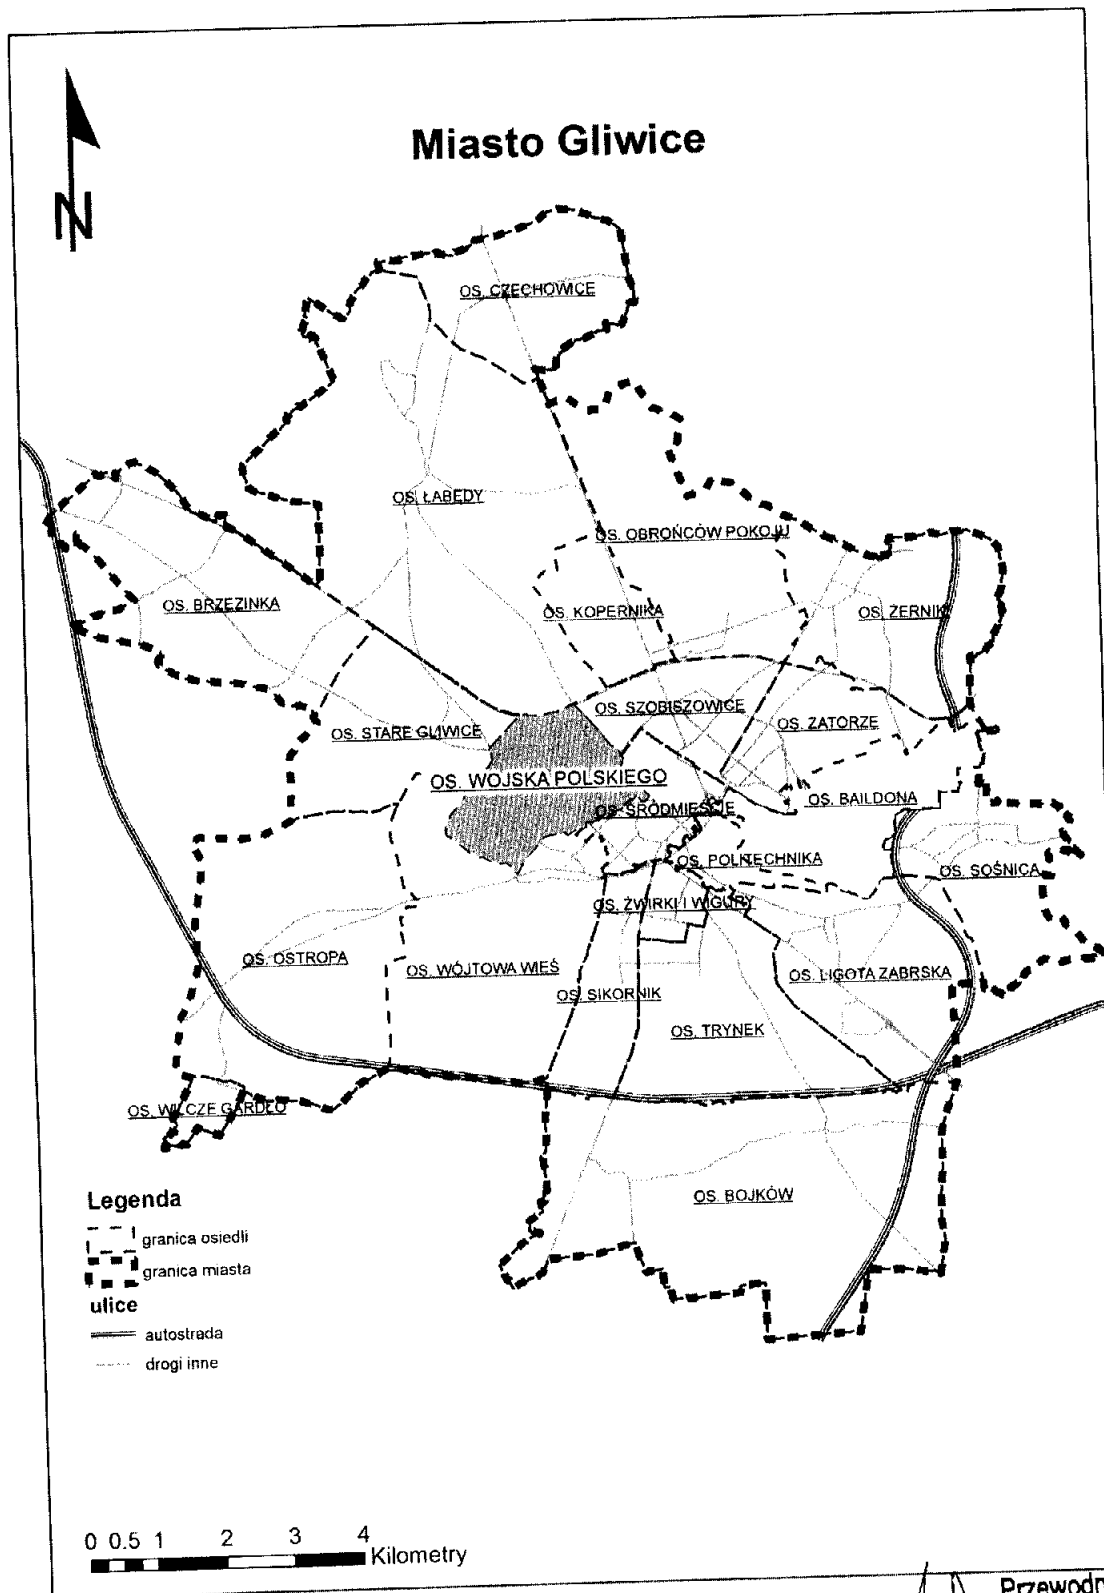 Miasto Gliwice
N
OS. CZECHOWICE
OS. ŁABĘDY
OS. OBROŃCÓW POKOJU
OS. BRZEZINKA
OS. KOPERNIKA
OS. ŻERNIKI
OS. SZOBISZOWICE
OS. STARE GLIWICE
OS. ZATORZE
OS. WOJSKA POLSKIEGO
OS. ŚRÓDMIEŚCIE
OS. BAILDONA
OS. POLITECHNIKA
OS. SOŚNICA
OS. ŻWIRKI I WIGURY
OS. OSTROPA
OS. WÓJTOWA WIEŚ
OS. LIGOTA ZABRSKA
OS. SIKORNIK
OS. TRYNEK
OS. WILCZE GARDŁO
OS. BOJKÓW
Legenda
granica osiedli
granica miasta
ulice
autostrada
drogi inne
0 0.5 1 2 3 4
Kilometry